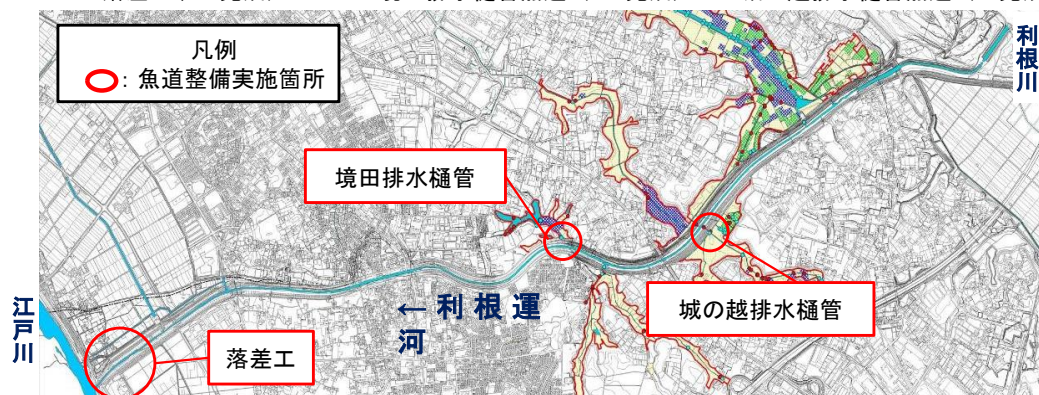 凡例
○:魚道整備実施箇所
利根川
境田排水樋管
城の越排水樋管
←利根運
河
江戸川
落差工